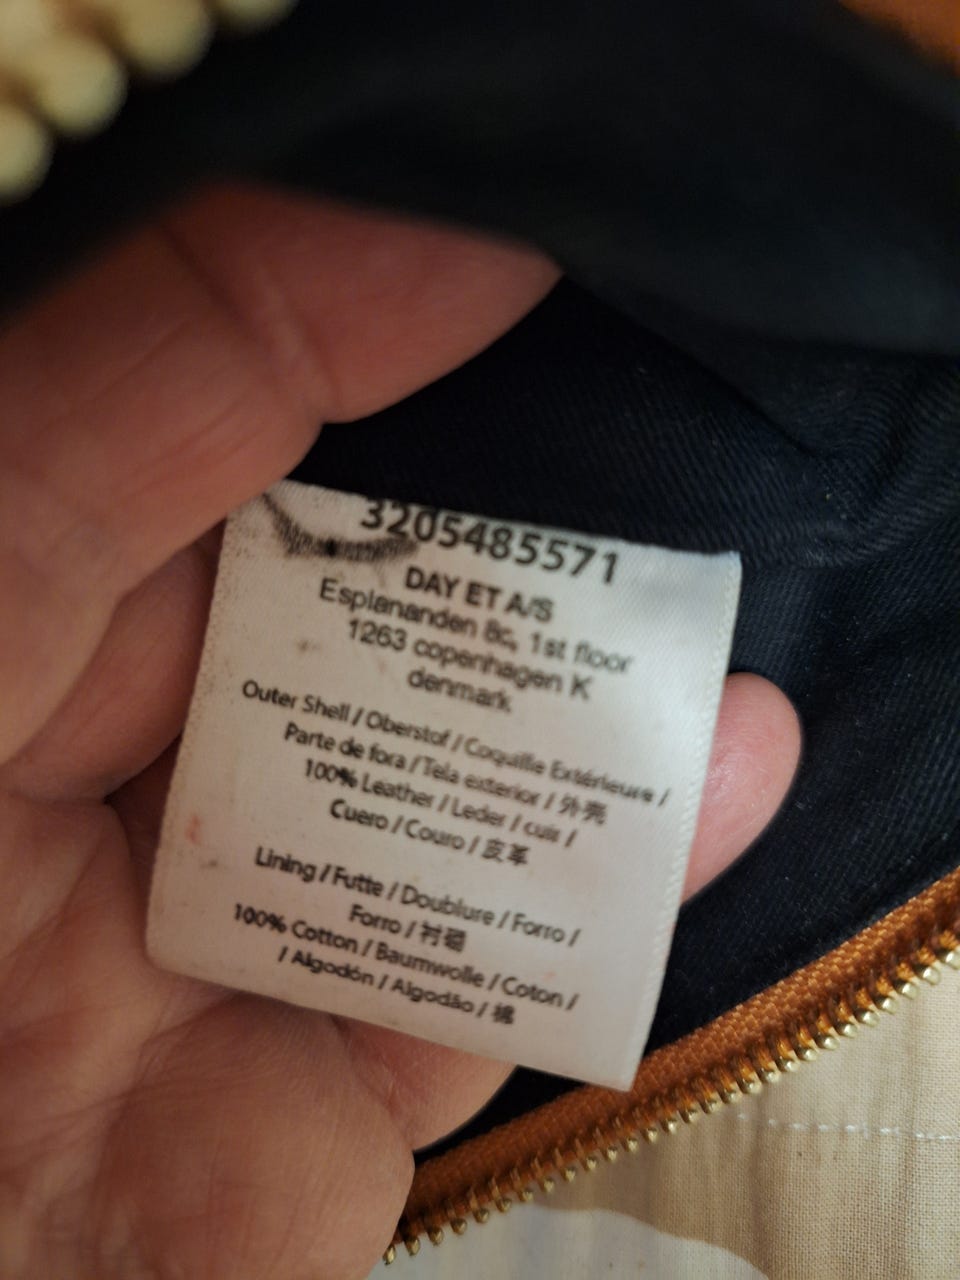 3205485571
DAY ET A/S
Esplananden 8c, 1st floor
1263 copenhagen K
denmark
Outer Shell / Oberstof / Coquille Extérieure /
Parte de fora / Tela exterior / 外壳
100% Leather / Leder / cuir /
Cuero / Couro / 皮革
Lining / Futte / Doublure / Forro /
Forro / 衬磁
100% Cotton / Baumwolle / Coton /
/ Algodón / Algodão / 棉